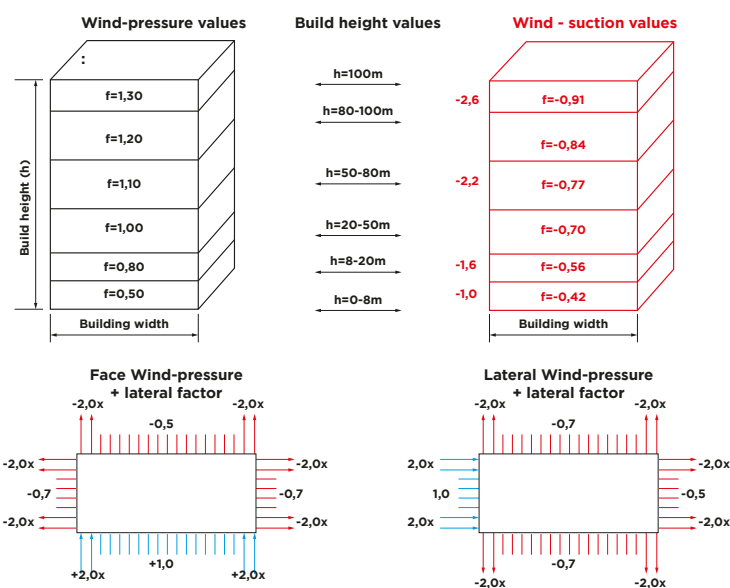 Wind-pressure values
Build height values
Wind - suction values
:
f=1,30
f=1,20
f=1,10
f=1,00
f=0,80
f=0,50
Build height (h)
Building width
h=100m
h=80-100m
h=50-80m
h=20-50m
h=8-20m
h=0-8m
-2,6
-2,2
-1,6
-1,0
f=-0,91
f=-0,84
f=-0,77
f=-0,70
f=-0,56
f=-0,42
Building width
Face Wind-pressure
+ lateral factor
-2,0x
-2,0x
-0,5
-2,0x
-2,0x
-0,7
-0,7
-2,0x
-2,0x
+2,0x
+1,0
+2,0x
Lateral Wind-pressure
+ lateral factor
-2,0x
-2,0x
-0,7
2,0x
-2,0x
1,0
-0,5
2,0x
-2,0x
-0,7
-2,0x
-2,0x